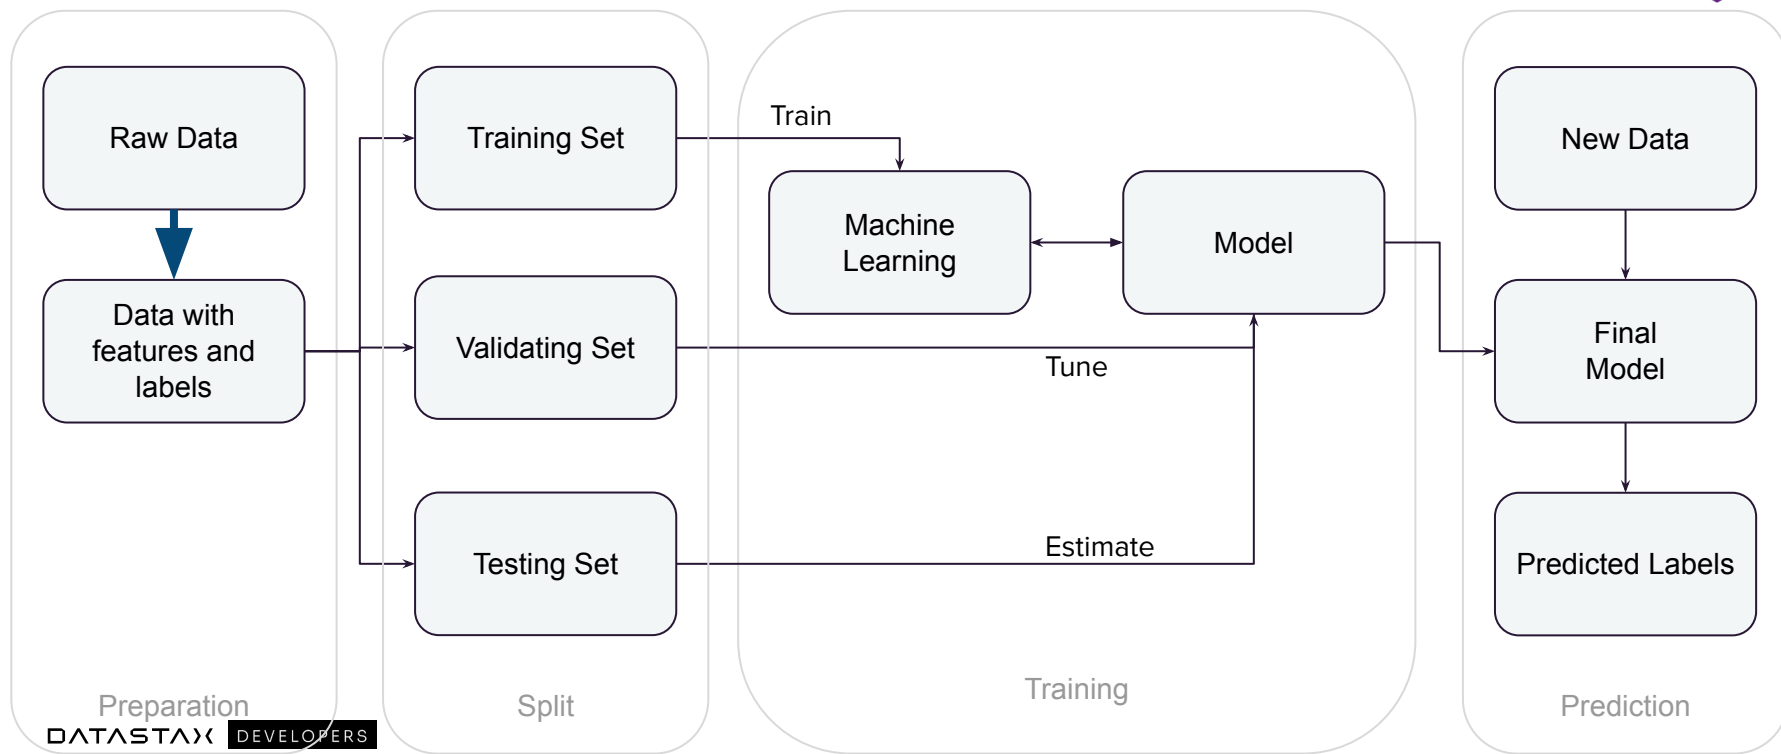 Raw Data
Data with
features and
labels
Preparation
Training Set
Validating Set
Testing Set
Split
Train
Machine
Learning
Model
Tune
Estimate
Training
New Data
Final
Model
Predicted Labels
Prediction
DATASTAX DEVELOPERS